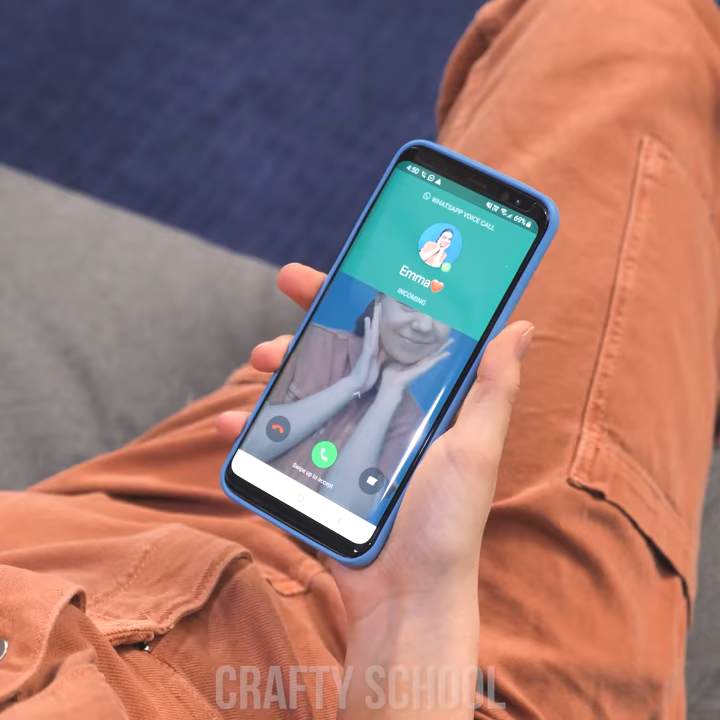 4:50
69%
WHATSAPP VOICE CALL
Emma❤
INCOMING
Swipe up to accept
CRAFTY SCHOOL